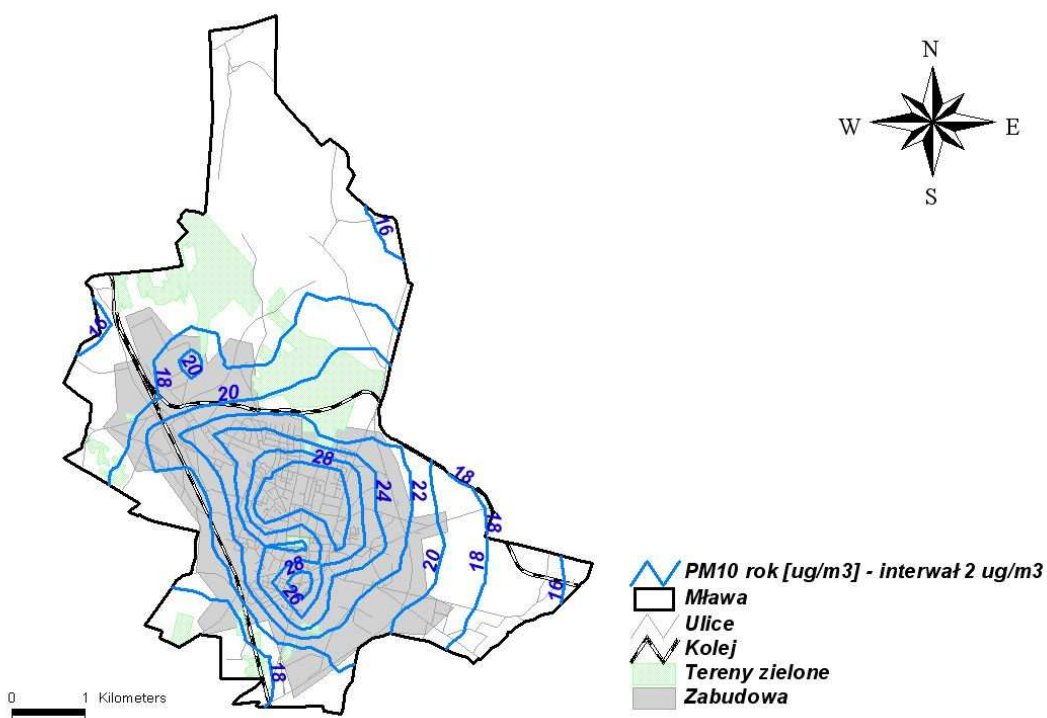 N
W E
S
16
16
20
18
20
28
24
22
18
18
20
18
28
26
16
18
PM10 rok [ug/m3] - interwał 2 ug/m3
Mława
Ulice
Kolej
Tereny zielone
Zabudowa
0 1 Kilometers